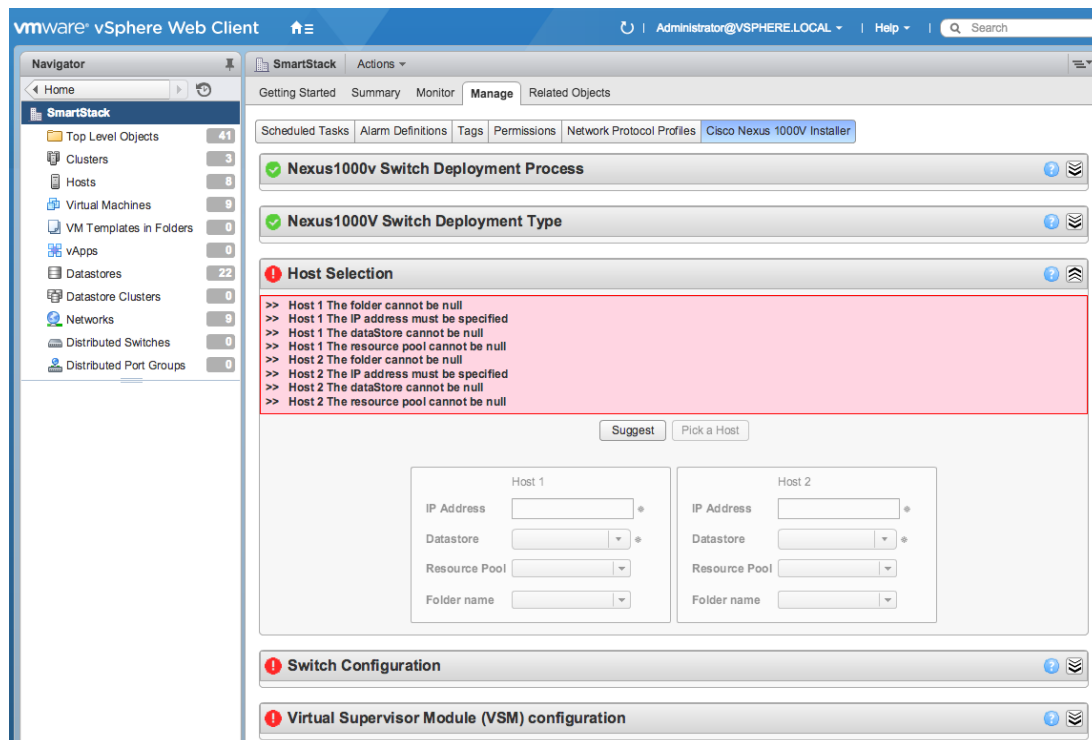 vmware® vSphere Web Client
Administrator@VSPHERE.LOCAL
Help
Search
Navigator
Home
SmartStack
Top Level Objects 41
Clusters 3
Hosts 8
Virtual Machines 9
VM Templates in Folders 0
vApps 0
Datastores 22
Datastore Clusters 0
Networks 9
Distributed Switches 0
Distributed Port Groups 0
SmartStack Actions
Getting Started Summary Monitor Manage Related Objects
Scheduled Tasks Alarm Definitions Tags Permissions Network Protocol Profiles Cisco Nexus 1000V Installer
Nexus1000v Switch Deployment Process
Nexus1000V Switch Deployment Type
Host Selection
>> Host 1 The folder cannot be null
>> Host 1 The IP address must be specified
>> Host 1 The dataStore cannot be null
>> Host 1 The resource pool cannot be null
>> Host 2 The folder cannot be null
>> Host 2 The IP address must be specified
>> Host 2 The dataStore cannot be null
>> Host 2 The resource pool cannot be null
Suggest Pick a Host
Host 1
IP Address
Datastore
Resource Pool
Folder name
Host 2
IP Address
Datastore
Resource Pool
Folder name
Switch Configuration
Virtual Supervisor Module (VSM) configuration